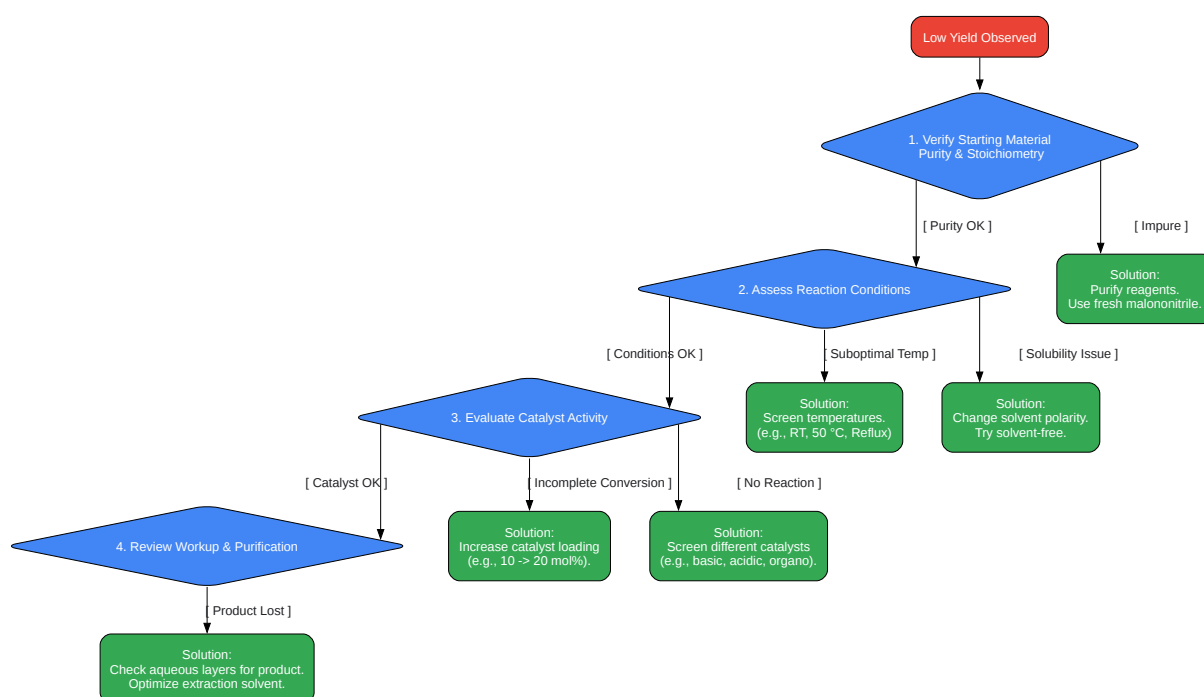 Low Yield Observed
1. Verify Starting Material
Purity & Stoichiometry
[ Purity OK ]
[ Impure ]
2. Assess Reaction Conditions
Solution:
Purify reagents.
Use fresh malononitrile.
[ Conditions OK ]
[ Suboptimal Temp ]
[ Solubility Issue ]
3. Evaluate Catalyst Activity
Solution:
Screen temperatures.
(e.g., RT, 50 °C, Reflux)
Solution:
Change solvent polarity.
Try solvent-free.
[ Catalyst OK ]
[ Incomplete Conversion ]
[ No Reaction ]
4. Review Workup & Purification
Solution:
Increase catalyst loading
(e.g., 10 -> 20 mol%).
Solution:
Screen different catalysts
(e.g., basic, acidic, organo).
[ Product Lost ]
Solution:
Check aqueous layers for product.
Optimize extraction solvent.